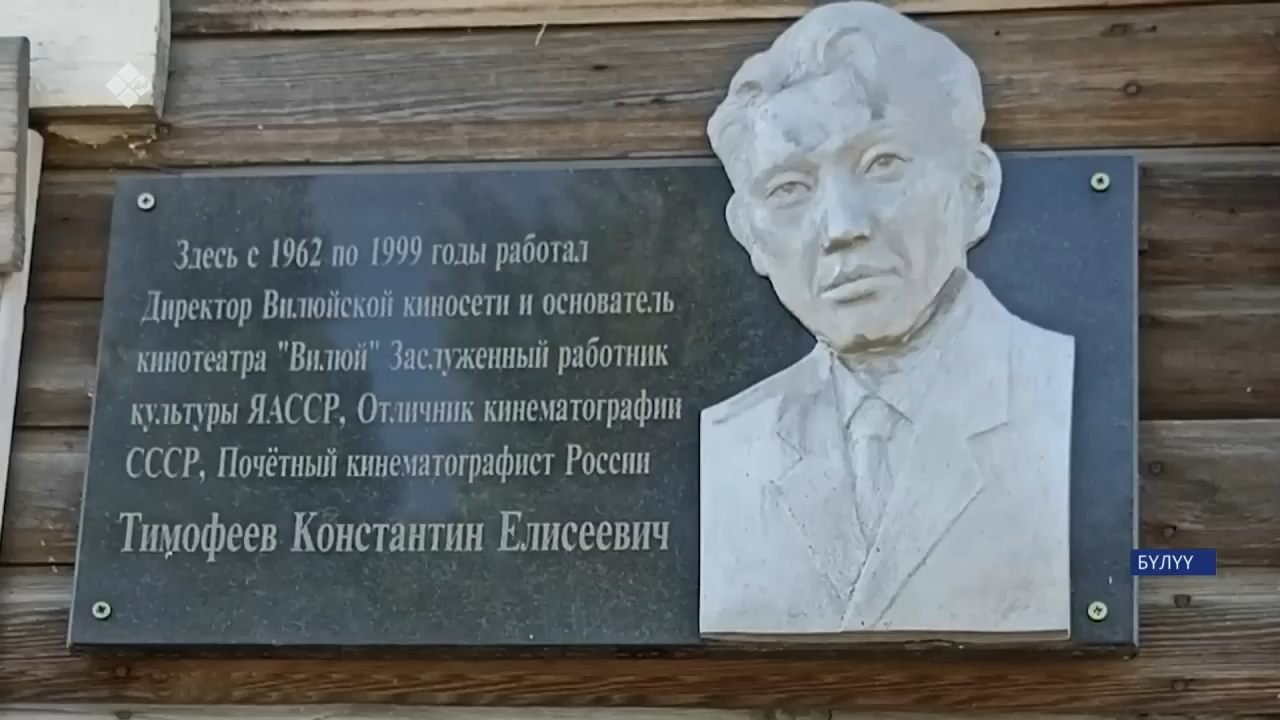 Здесь с 1962 по 1999 годы работал
Директор Вилюйской киносети и основатель
кинотеатра "Вилюй" Заслуженный работник
культуры ЯАССР, Отличник кинематографии
СССР, Почётный кинематографист России
Тимофеев Константин Елисеевич
БҮЛҮҮ